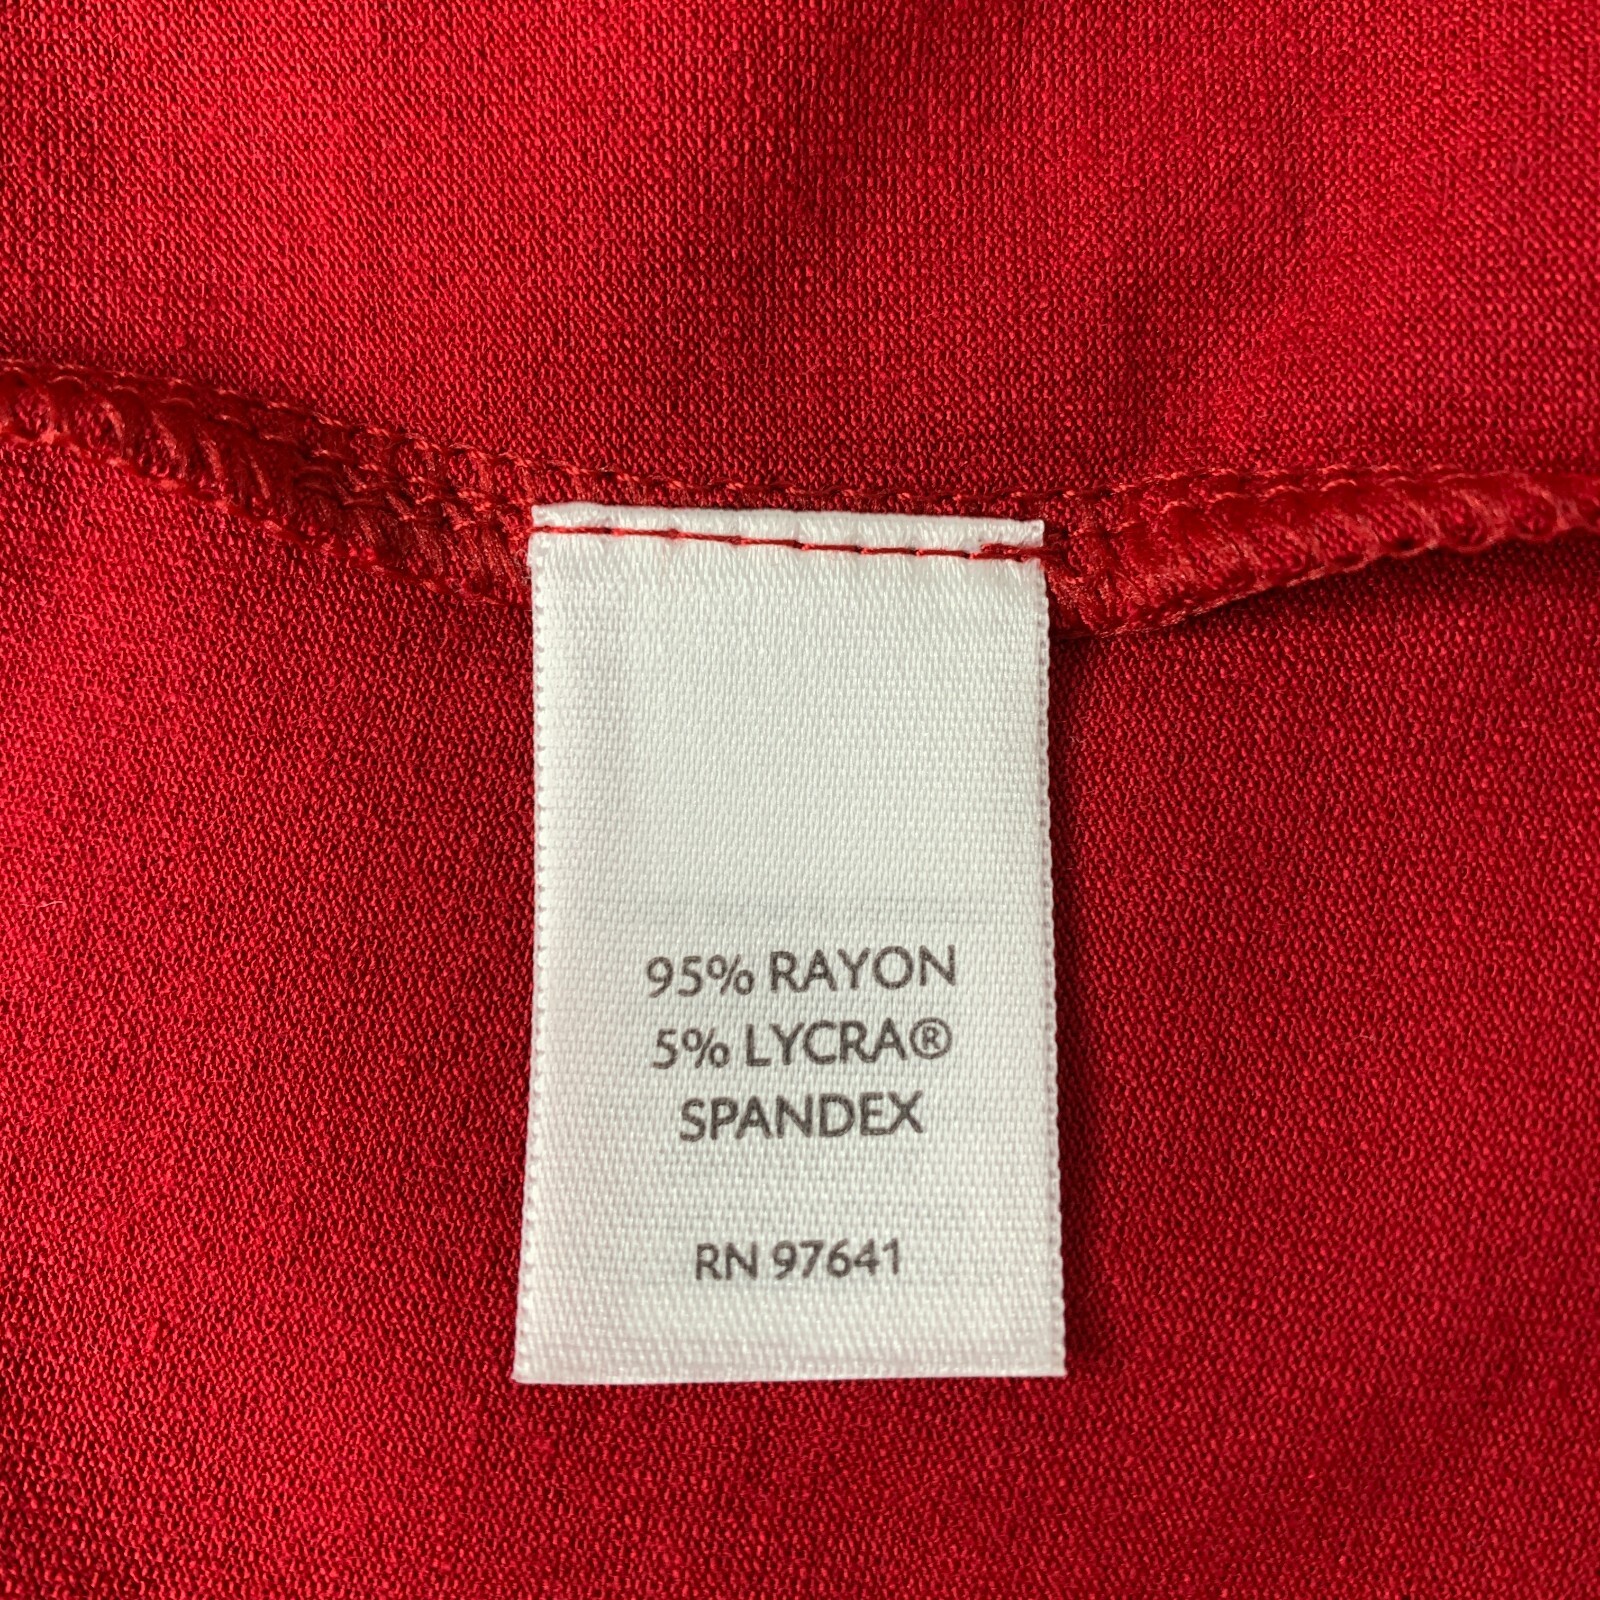 95% RAYON
5% LYCRA®
SPANDEX
RN 97641